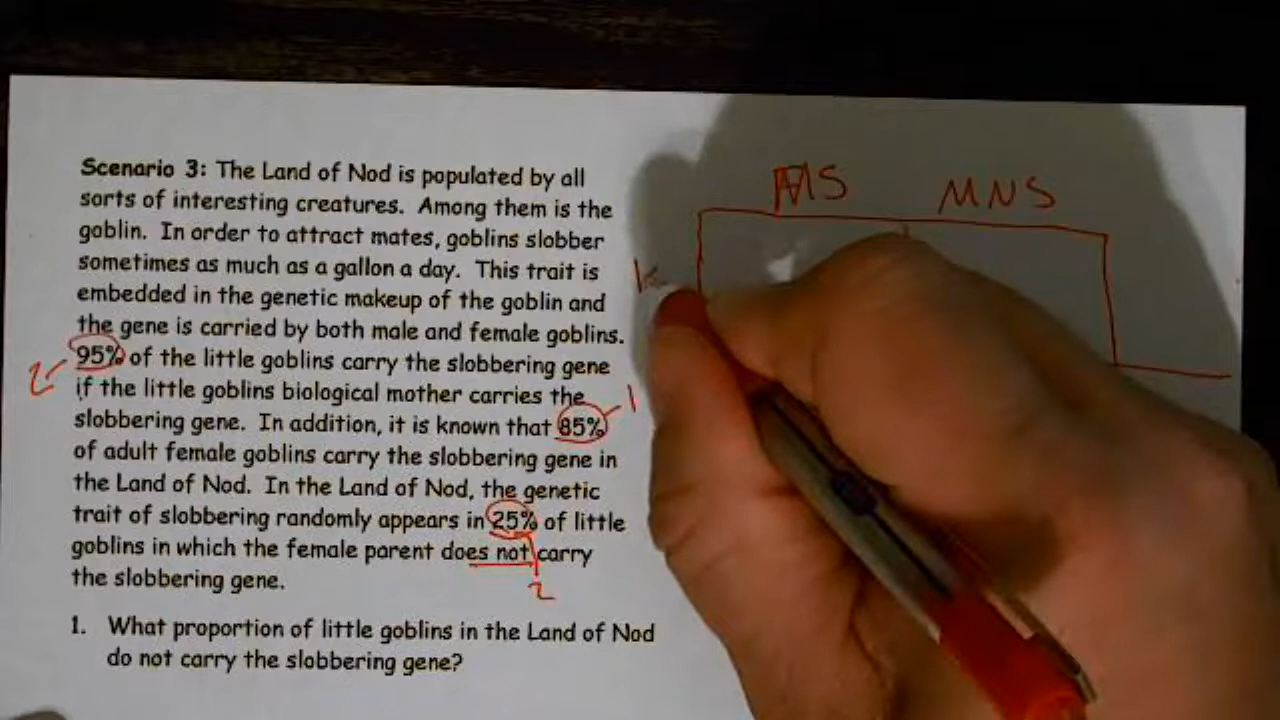 Scenario 3: The Land of Nod is populated by all
sorts of interesting creatures. Among them is the
goblin. In order to attract mates, goblins slobber
sometimes as much as a gallon a day. This trait is
embedded in the genetic makeup of the goblin and
the gene is carried by both male and female goblins.
95% of the little goblins carry the slobbering gene
if the little goblins biological mother carries the
slobbering gene. In addition, it is known that 85%
of adult female goblins carry the slobbering gene in
the Land of Nod. In the Land of Nod, the genetic
trait of slobbering randomly appears in 25% of little
goblins in which the female parent does not carry
the slobbering gene.
1. What proportion of little goblins in the Land of Nod
do not carry the slobbering gene?
2
1
2
MS MNS